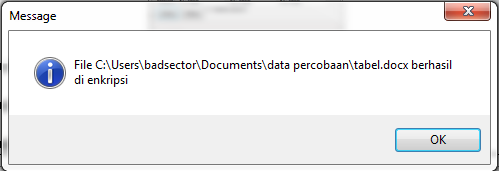 Message
File C:\Users\badsector\Documents\data percobaan\tabel.docx berhasil
di enkripsi
OK